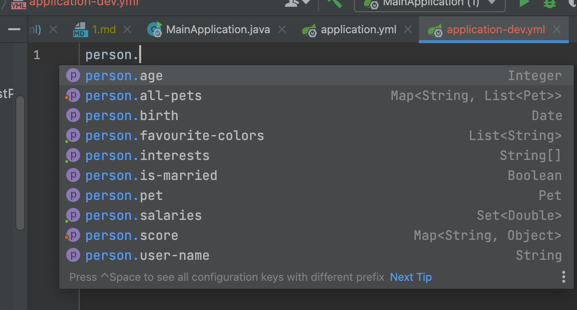 YML application-dev.yml
MainApplication (1)
ml) 1.md MainApplication.java application.yml application-dev.yml
1 person.
p person.age Integer
p person.all-pets Map<String, List<Pet>>
p person.birth Date
p person.favourite-colors List<String>
p person.interests String[]
p person.is-married Boolean
p person.pet Pet
p person.salaries Set<Double>
p person.score Map<String, Object>
p person.user-name String
Press ^Space to see all configuration keys with different prefix Next Tip
stP